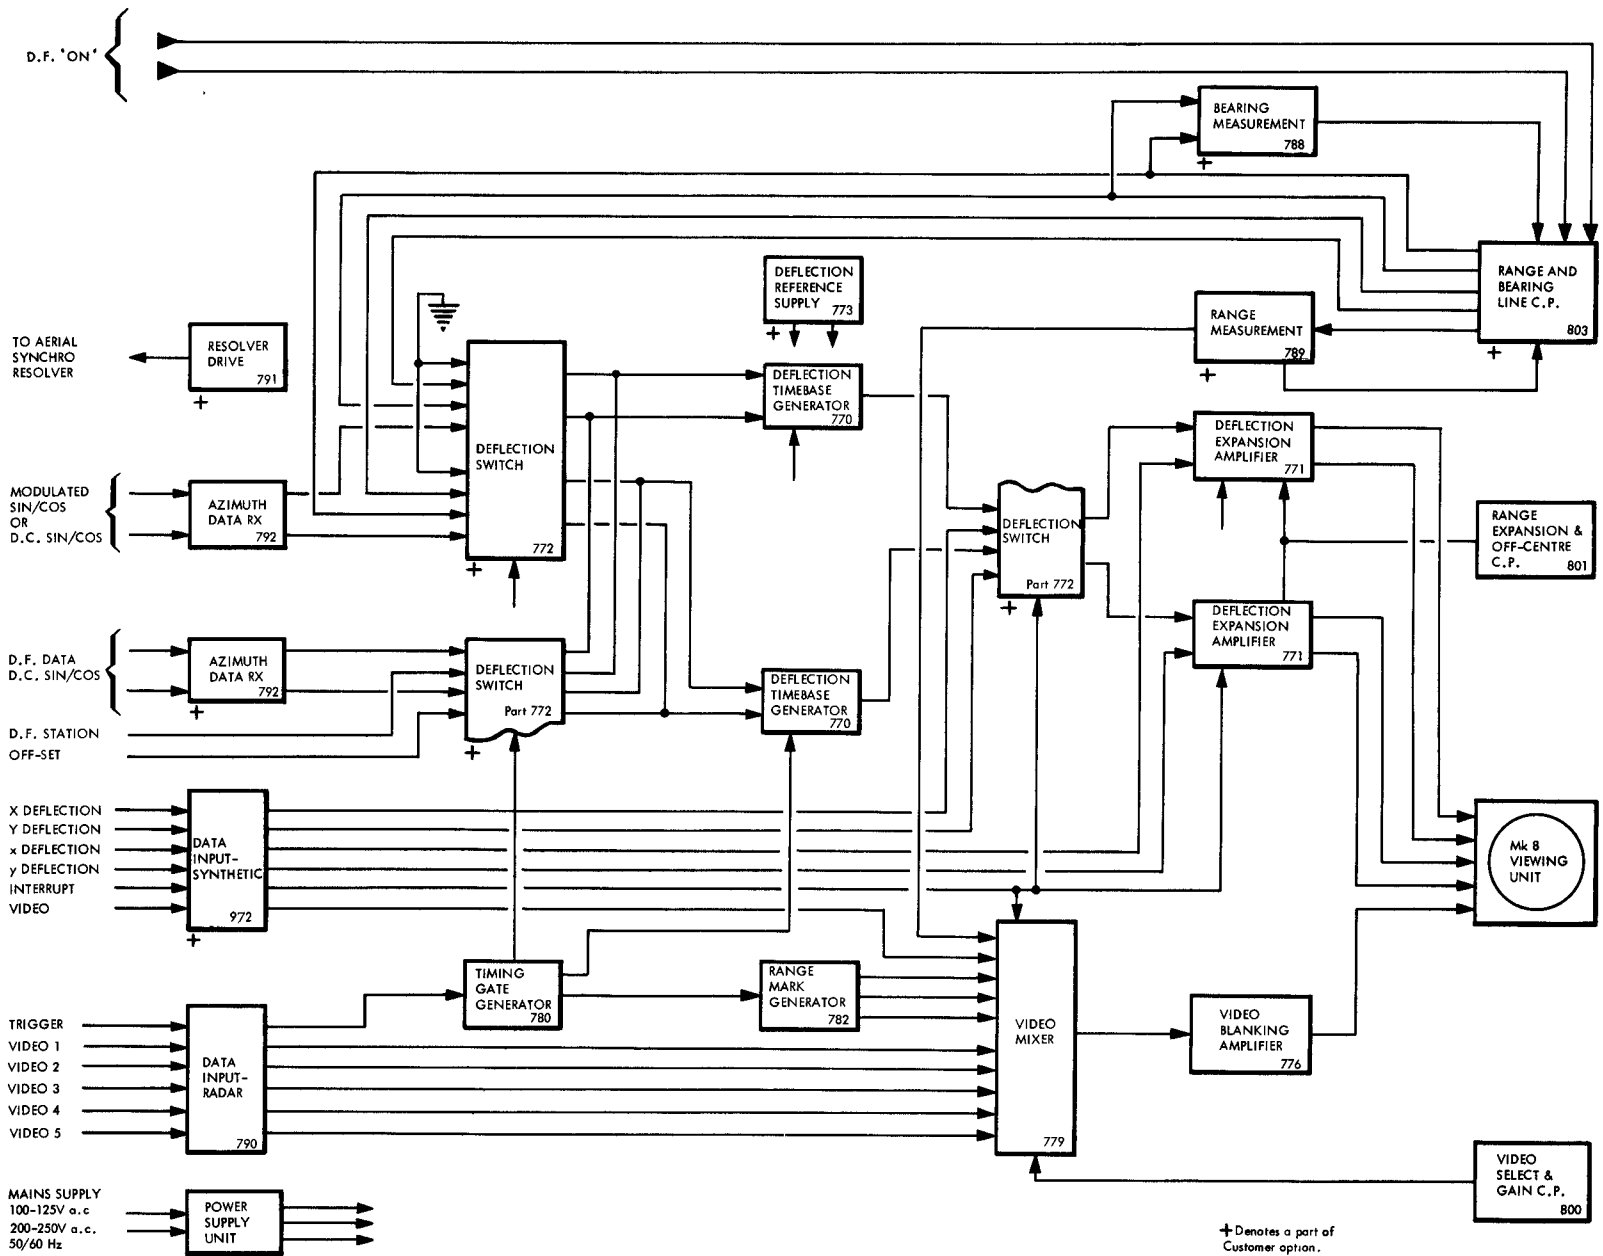 D.F. 'ON'
BEARING
MEASUREMENT
788
+
RANGE AND
BEARING
LINE C.P.
803
+
DEFLECTION
REFERENCE
SUPPLY
773
+
RANGE
MEASUREMENT
789
+
TO AERIAL
SYNCHRO
RESOLVER
RESOLVER
DRIVE
791
+
DEFLECTION
TIMEBASE
GENERATOR
770
DEFLECTION
SWITCH
772
+
DEFLECTION
EXPANSION
AMPLIFIER
771
MODULATED
SIN/COS
OR
D.C. SIN/COS
AZIMUTH
DATA RX
792
DEFLECTION
SWITCH
Part 772
+
RANGE
EXPANSION &
OFF-CENTRE
C.P.
801
DEFLECTION
EXPANSION
AMPLIFIER
771
D.F. DATA
D.C. SIN/COS
AZIMUTH
DATA RX
792
+
DEFLECTION
SWITCH
Part 772
+
DEFLECTION
TIMEBASE
GENERATOR
770
D.F. STATION
OFF-SET
X DEFLECTION
Y DEFLECTION
x DEFLECTION
y DEFLECTION
INTERRUPT
VIDEO
DATA
INPUT-
SYNTHETIC
972
+
Mk 8
VIEWING
UNIT
TIMING
GATE
GENERATOR
780
RANGE
MARK
GENERATOR
782
VIDEO
MIXER
779
VIDEO
BLANKING
AMPLIFIER
776
TRIGGER
VIDEO 1
VIDEO 2
VIDEO 3
VIDEO 4
VIDEO 5
DATA
INPUT-
RADAR
790
VIDEO
SELECT &
GAIN C.P.
800
MAINS SUPPLY
100-125V a.c
200-250V a.c.
50/60 Hz
POWER
SUPPLY
UNIT
+ Denotes a part of
Customer option.